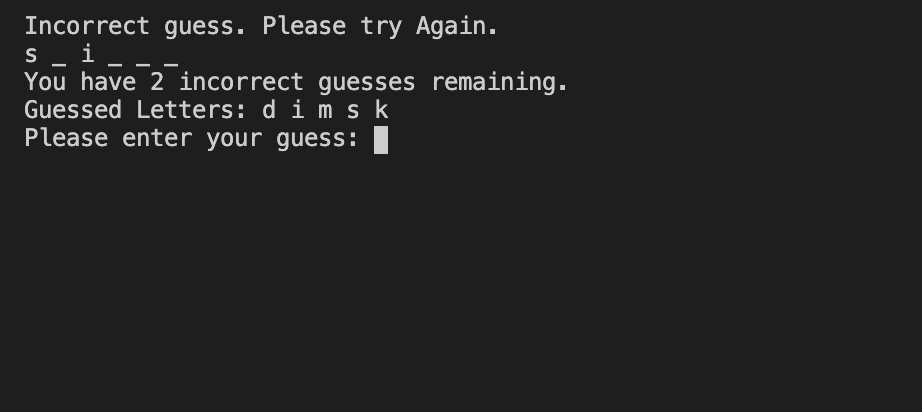 Incorrect guess. Please try Again.
s _ i _ _ _
You have 2 incorrect guesses remaining.
Guessed Letters: d i m s k
Please enter your guess: